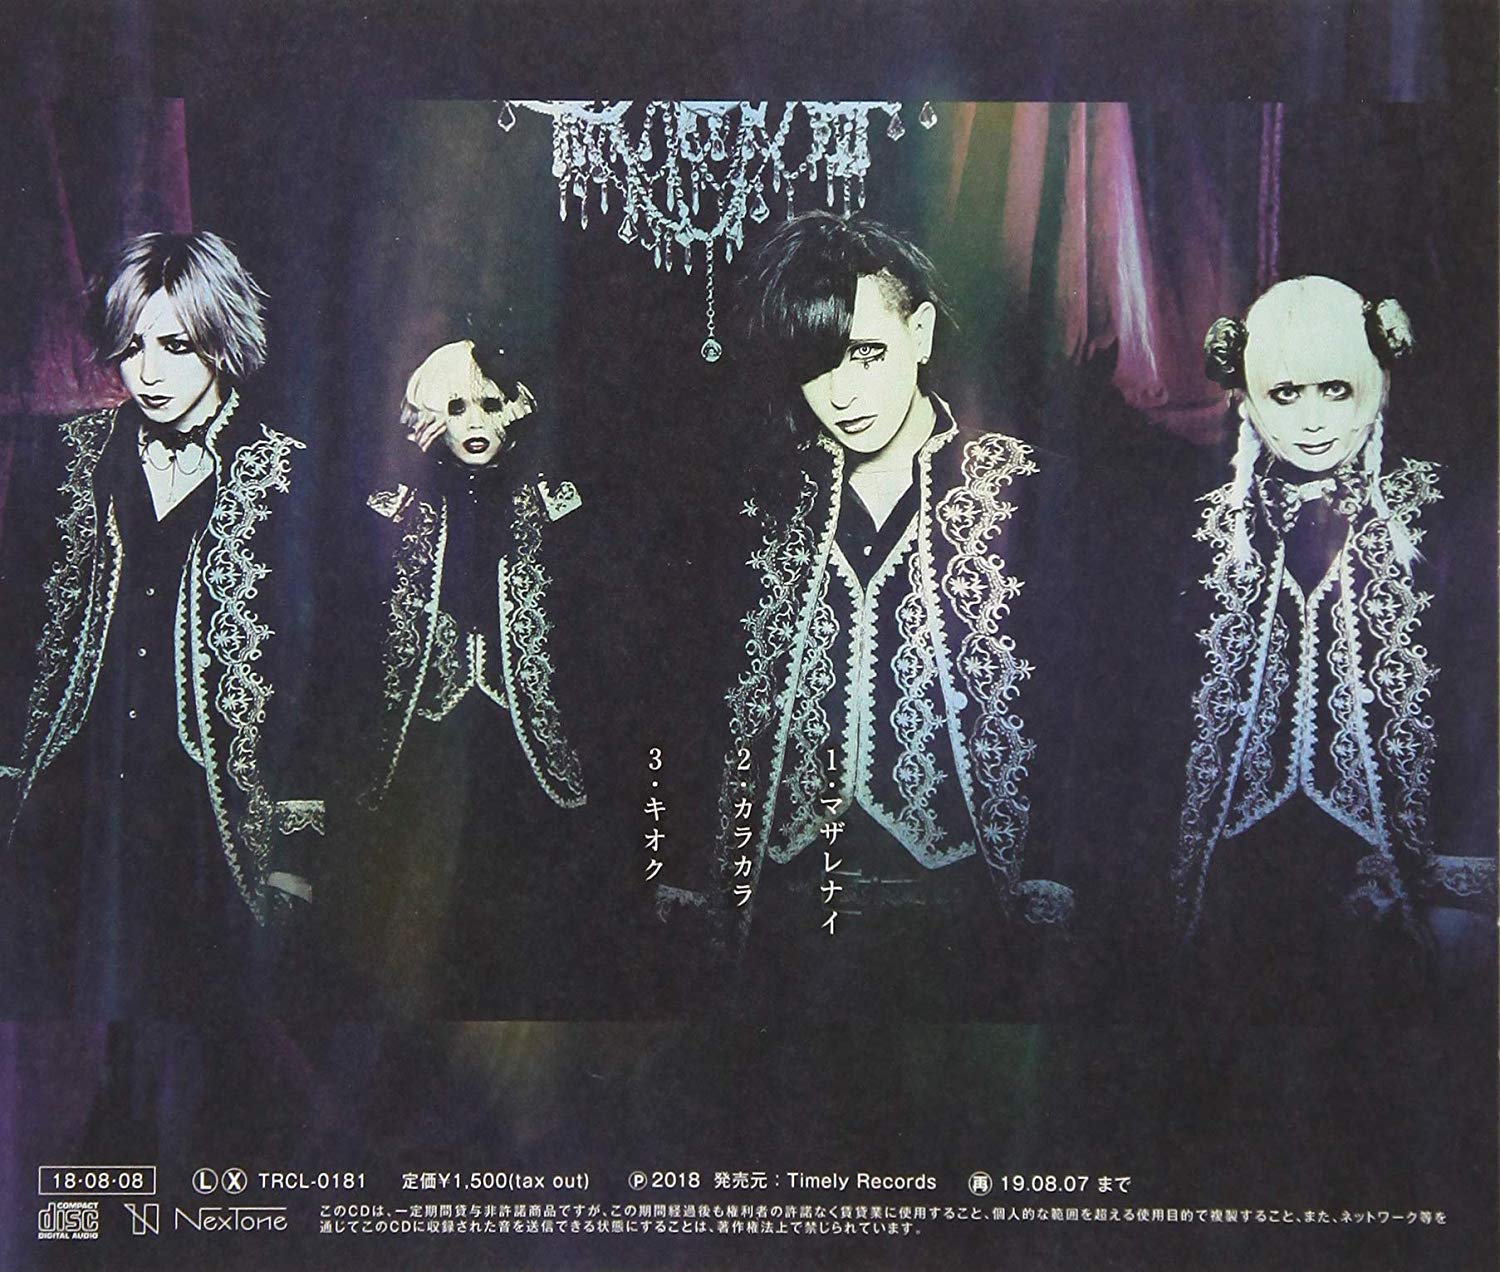 1.マザレナイ
2.カラカラ
3.キオク
18·08·08 Ⓛ Ⓧ TRCL-0181 定価¥1,500(tax out) Ⓟ2018 発売元：Timely Records ㊢ 19.08.07 まで
COMPACT
disc
DIGITAL AUDIO
NexTone
このCDは、一定期間貸与非許諾商品ですが、この期間経過後も権利者の許諾なく賃貸業に使用すること、個人的な範囲を超える使用目的で複製すること、また、ネットワーク等を
通じてこのCDに収録された音を送信できる状態にすることは、著作権法上で禁じられています。